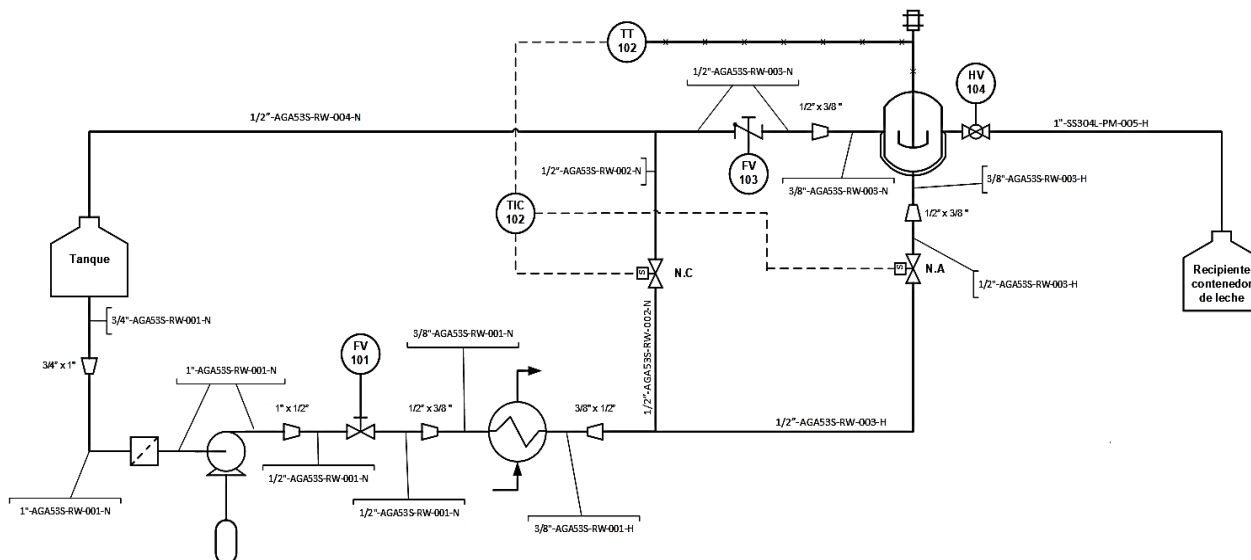 TT
102
HV
104
1/2"-AGA53S-RW-003-N
1/2" x 3/8 "
1/2"-AGA53S-RW-004-N
1"-SS304L-PM-005-H
FV
103
1/2"-AGA53S-RW-002-N
3/8"-AGA53S-RW-003-N
3/8"-AGA53S-RW-003-H
TIC
102
1/2" x 3/8 "
Tanque
S
N.C
S
N.A
1/2"-AGA53S-RW-003-H
Recipiente
contenedor
de leche
3/4"-AGA53S-RW-001-N
3/4" x 1"
FV
101
3/8"-AGA53S-RW-001-N
1/2"-AGA53S-RW-002-N
1"-AGA53S-RW-001-N
1" x 1/2"
1/2" x 3/8 "
3/8" x 1/2"
1/2"-AGA53S-RW-003-H
1/2"-AGA53S-RW-001-N
1"-AGA53S-RW-001-N
1/2"-AGA53S-RW-001-N
3/8"-AGA53S-RW-001-H